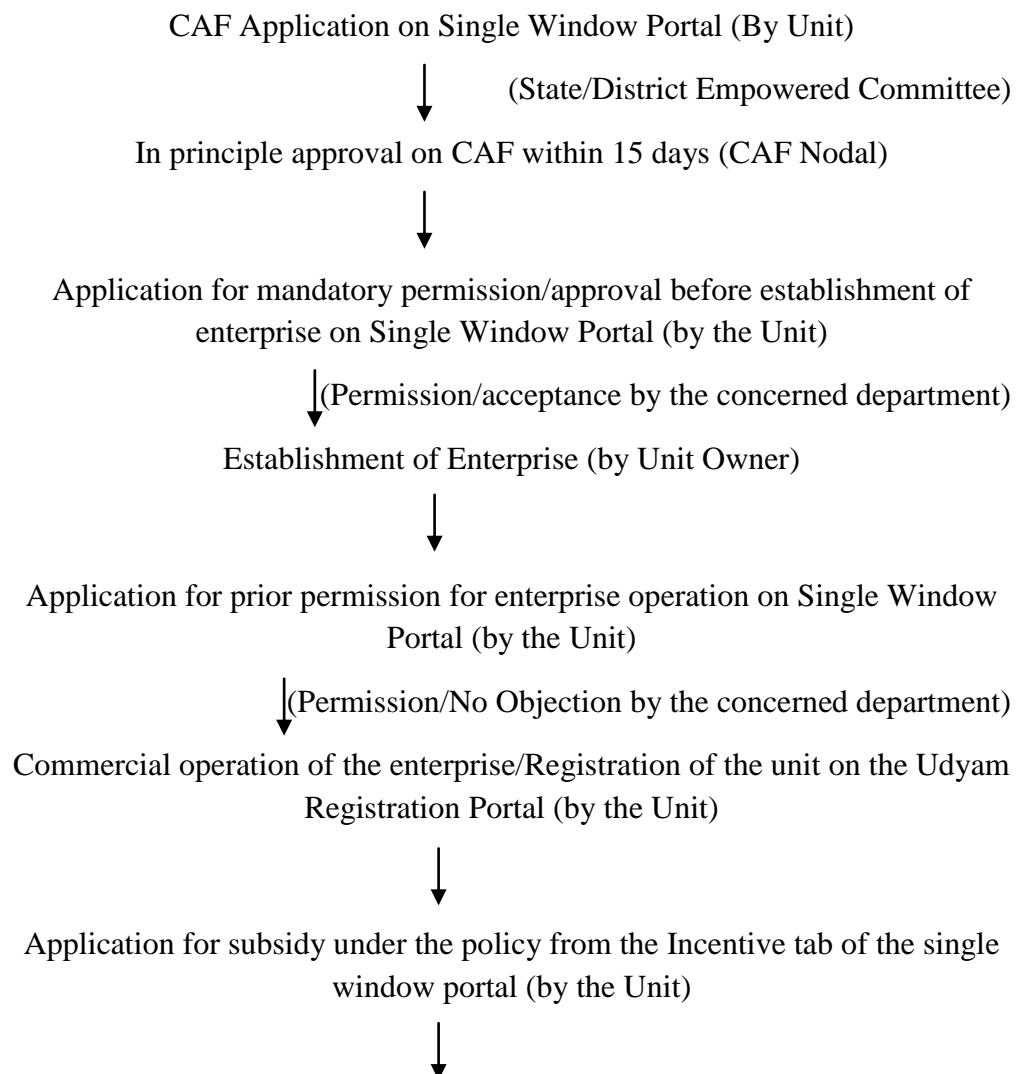 CAF Application on Single Window Portal (By Unit)
(State/District Empowered Committee)
In principle approval on CAF within 15 days (CAF Nodal)
Application for mandatory permission/approval before establishment of
enterprise on Single Window Portal (by the Unit)
(Permission/acceptance by the concerned department)
Establishment of Enterprise (by Unit Owner)
Application for prior permission for enterprise operation on Single Window
Portal (by the Unit)
(Permission/No Objection by the concerned department)
Commercial operation of the enterprise/Registration of the unit on the Udyam
Registration Portal (by the Unit)
Application for subsidy under the policy from the Incentive tab of the single
window portal (by the Unit)